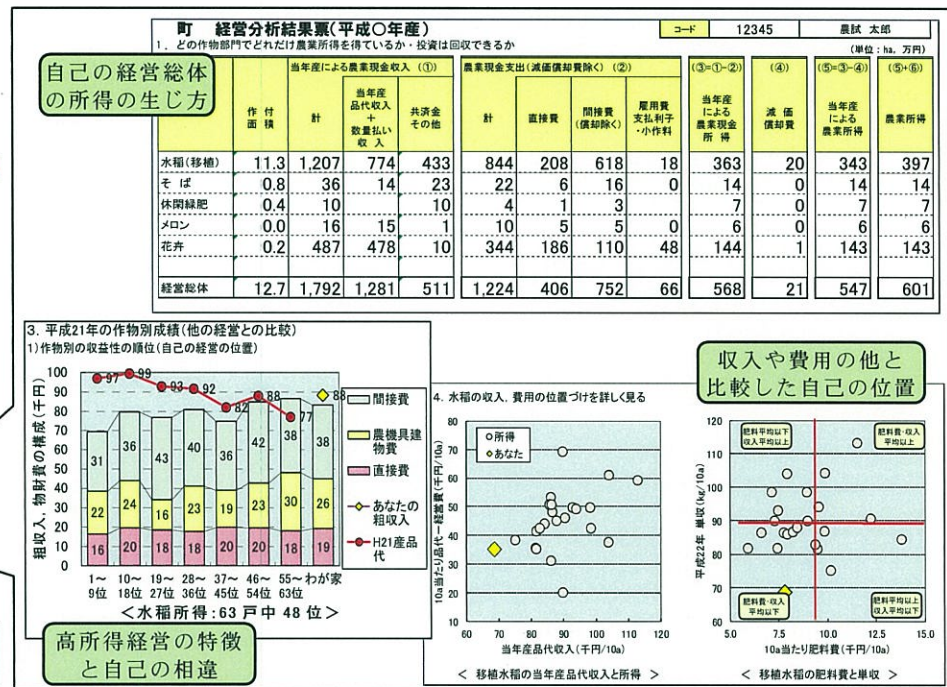 町 経営分析結果票(平成〇年産)
コード 12345 農試 太郎
1. どの作物部門でどれだけ農業所得を得ているか・投資は回収できるか
(単位:ha, 万円)
自己の経営総体
の所得の生じ方
当年産による農業現金収入 (①) 農業現金支出(減価償却費除く) (②) (③=①-②) (④) (⑤=③-④) (⑤+⑥)
作付面積 計 当年産品代収入+数量払い収入 共済金その他 計 直接費 間接費(償却除く) 雇用費支払利子・小作料 当年産による農業現金所得 減価償却費 当年産による農業所得 農業所得
水稲(移植) 11.3 1,207 774 433 844 208 618 18 363 20 343 397
そば 0.8 36 14 23 22 6 16 0 14 0 14 14
休閑緑肥 0.4 10 10 4 1 3 7 0 7 7
メロン 0.0 16 15 1 10 5 5 0 6 0 6 6
花卉 0.2 487 478 10 344 186 110 48 144 1 143 143
経営総体 12.7 1,792 1,281 511 1,224 406 752 66 568 21 547 601
3. 平成21年の作物別成績(他の経営との比較)
1)作物別の収益性の順位(自己の経営の位置)
粗収入, 物財費の構成(千円)
100
90
80
70
60
50
40
30
20
10
0
97 99 93 92 82 88 77 88
31 36 43 40 36 42 38 38
22 24 16 23 19 23 30 26
16 20 18 18 20 20 18 19
1~9位 10~18位 19~27位 28~36位 37~45位 46~54位 55~63位 わが家
間接費
農機具建物費
直接費
あなたの粗収入
H21産品代
<水稲所得:63戸中48位>
高所得経営の特徴
と自己の相違
収入や費用の他と
比較した自己の位置
4. 水稲の収入, 費用の位置づけを詳しく見る
10a当たり品代-経営費(千円/10a)
80
70
60
50
40
30
20
10
○所得
◇あなた
60 70 80 90 100 110 120
当年産品代収入(千円/10a)
< 移植水稲の当年産品代収入と所得 >
平成22年 単収(kg/10a)
120
110
100
90
80
70
60
肥料平均以下
収入平均以上
肥料費・収入
平均以上
肥料費・収入
平均以下
肥料平均以上
収入平均以下
5.0 7.5 10.0 12.5 15.0
10a当たり肥料費(千円/10a)
< 移植水稲の肥料費と単収 >